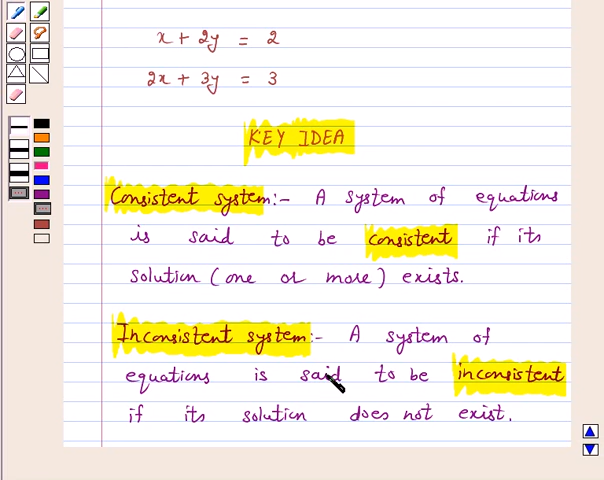 x + 2y = 2
2x + 3y = 3
KEY IDEA
Consistent system:- A system of equations
is said to be consistent if its
solution (one or more) exists.
Inconsistent system:- A system of
equations is said to be inconsistent
if its solution does not exist.